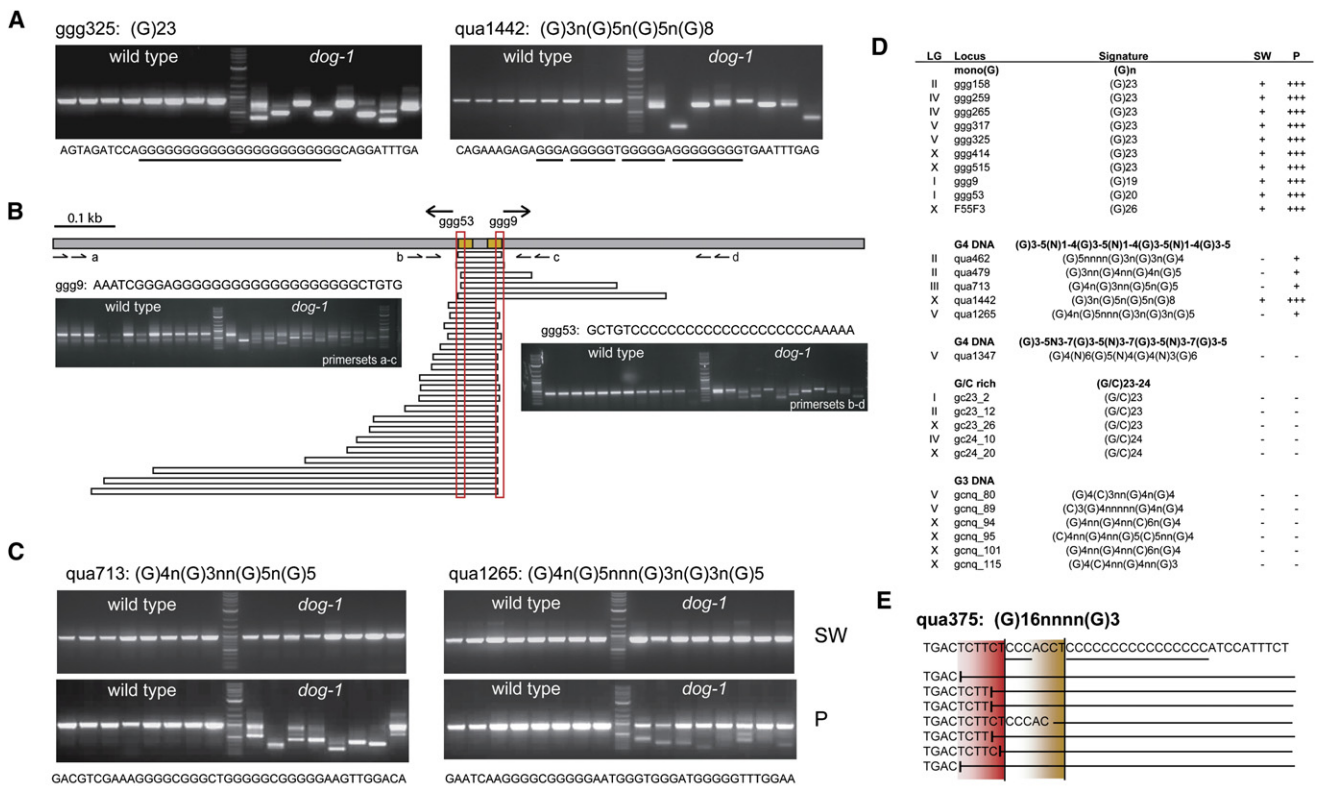 A
ggg325: (G)23
wild type
dog-1
AGTAGATCCAGGGGGGGGGGGGGGGGGGGGGGGCAGGATTTGA
qua1442: (G)3n(G)5n(G)5n(G)8
wild type
dog-1
CAGAAAGAGAGGGAGGGGGTGGGGGAGGGGGGGGTGAATTTGAG
B
0.1 kb
ggg53
ggg9
a
b
c
d
ggg9: AAATCGGGAGGGGGGGGGGGGGGGGGGGGCTGTG
wild type
dog-1
primersets a-c
ggg53: GCTGTCCCCCCCCCCCCCCCCCCCCAAAAA
wild type
dog-1
primersets b-d
C
qua713: (G)4n(G)3nn(G)5n(G)5
wild type
dog-1
wild type
dog-1
GACGTCGAAAGGGGCGGGCTGGGGGCGGGGGAAGTTGGACA
qua1265: (G)4n(G)5nnn(G)3n(G)3n(G)5
wild type
dog-1
SW
wild type
dog-1
P
GAATCAAGGGGCGGGGGAATGGGTGGGATGGGGGTTTGGAA
D
LG Locus Signature SW P
mono(G) (G)n
II ggg158 (G)23 + +++
IV ggg259 (G)23 + +++
IV ggg265 (G)23 + +++
V ggg317 (G)23 + +++
V ggg325 (G)23 + +++
X ggg414 (G)23 + +++
X ggg515 (G)23 + +++
I ggg9 (G)19 + +++
I ggg53 (G)20 + +++
X F55F3 (G)26 + +++
G4 DNA (G)3-5(N)1-4(G)3-5(N)1-4(G)3-5(N)1-4(G)3-5
II qua462 (G)5nnnn(G)3n(G)3n(G)4 - +
II qua479 (G)3nn(G)4nn(G)4n(G)5 - +
III qua713 (G)4n(G)3nn(G)5n(G)5 - +
X qua1442 (G)3n(G)5n(G)5n(G)8 + +++
V qua1265 (G)4n(G)5nnn(G)3n(G)3n(G)5 - +
G4 DNA (G)3-5N3-7(G)3-5(N)3-7(G)3-5(N)3-7(G)3-5
V qua1347 (G)4(N)6(G)5(N)4(G)4(N)3(G)6 - -
G/C rich (G/C)23-24
I gc23_2 (G/C)23 - -
II gc23_12 (G/C)23 - -
X gc23_26 (G/C)23 - -
IV gc24_10 (G/C)24 - -
X gc24_20 (G/C)24 - -
G3 DNA
V gcnq_80 (G)4(C)3nn(G)4n(G)4 - -
V gcnq_89 (C)3(G)4nnnnn(G)4n(G)4 - -
X gcnq_94 (G)4nn(G)4nn(C)6n(G)4 - -
X gcnq_95 (C)4nn(G)4nn(G)5(C)5nn(G)4 - -
X gcnq_101 (G)4nn(G)4nn(C)6n(G)4 - -
X gcnq_115 (G)4(C)4nn(G)4nn(G)3 - -
E
qua375: (G)16nnnn(G)3
TGACTCTTCTCCCACCTCCCCCCCCCCCCCCCCATCCATTTCT
TGAC
TGACTCTT
TGACTCTT
TGACTCTTCTCCCAC
TGACTCTT
TGACTCTTC
TGAC